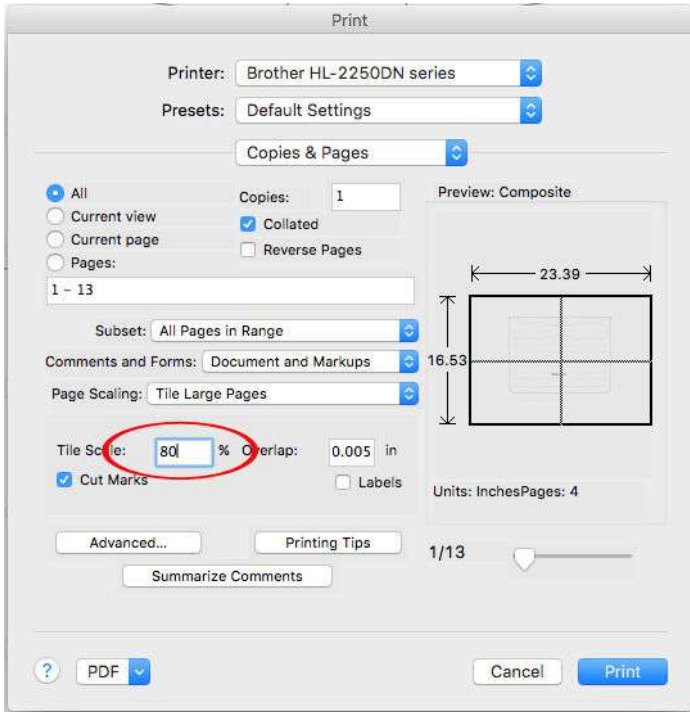 Print
Printer: Brother HL-2250DN series
Presets: Default Settings
Copies & Pages
All
Current view
Current page
Pages:
1 - 13
Copies: 1
Collated
Reverse Pages
Subset: All Pages in Range
Comments and Forms: Document and Markups
Page Scaling: Tile Large Pages
Tile Scale: 80 % Overlap: 0.005 in
Cut Marks
Labels
Advanced...
Printing Tips
Summarize Comments
Preview: Composite
23.39
16.53
Units: InchesPages: 4
1/13
?
PDF
Cancel
Print